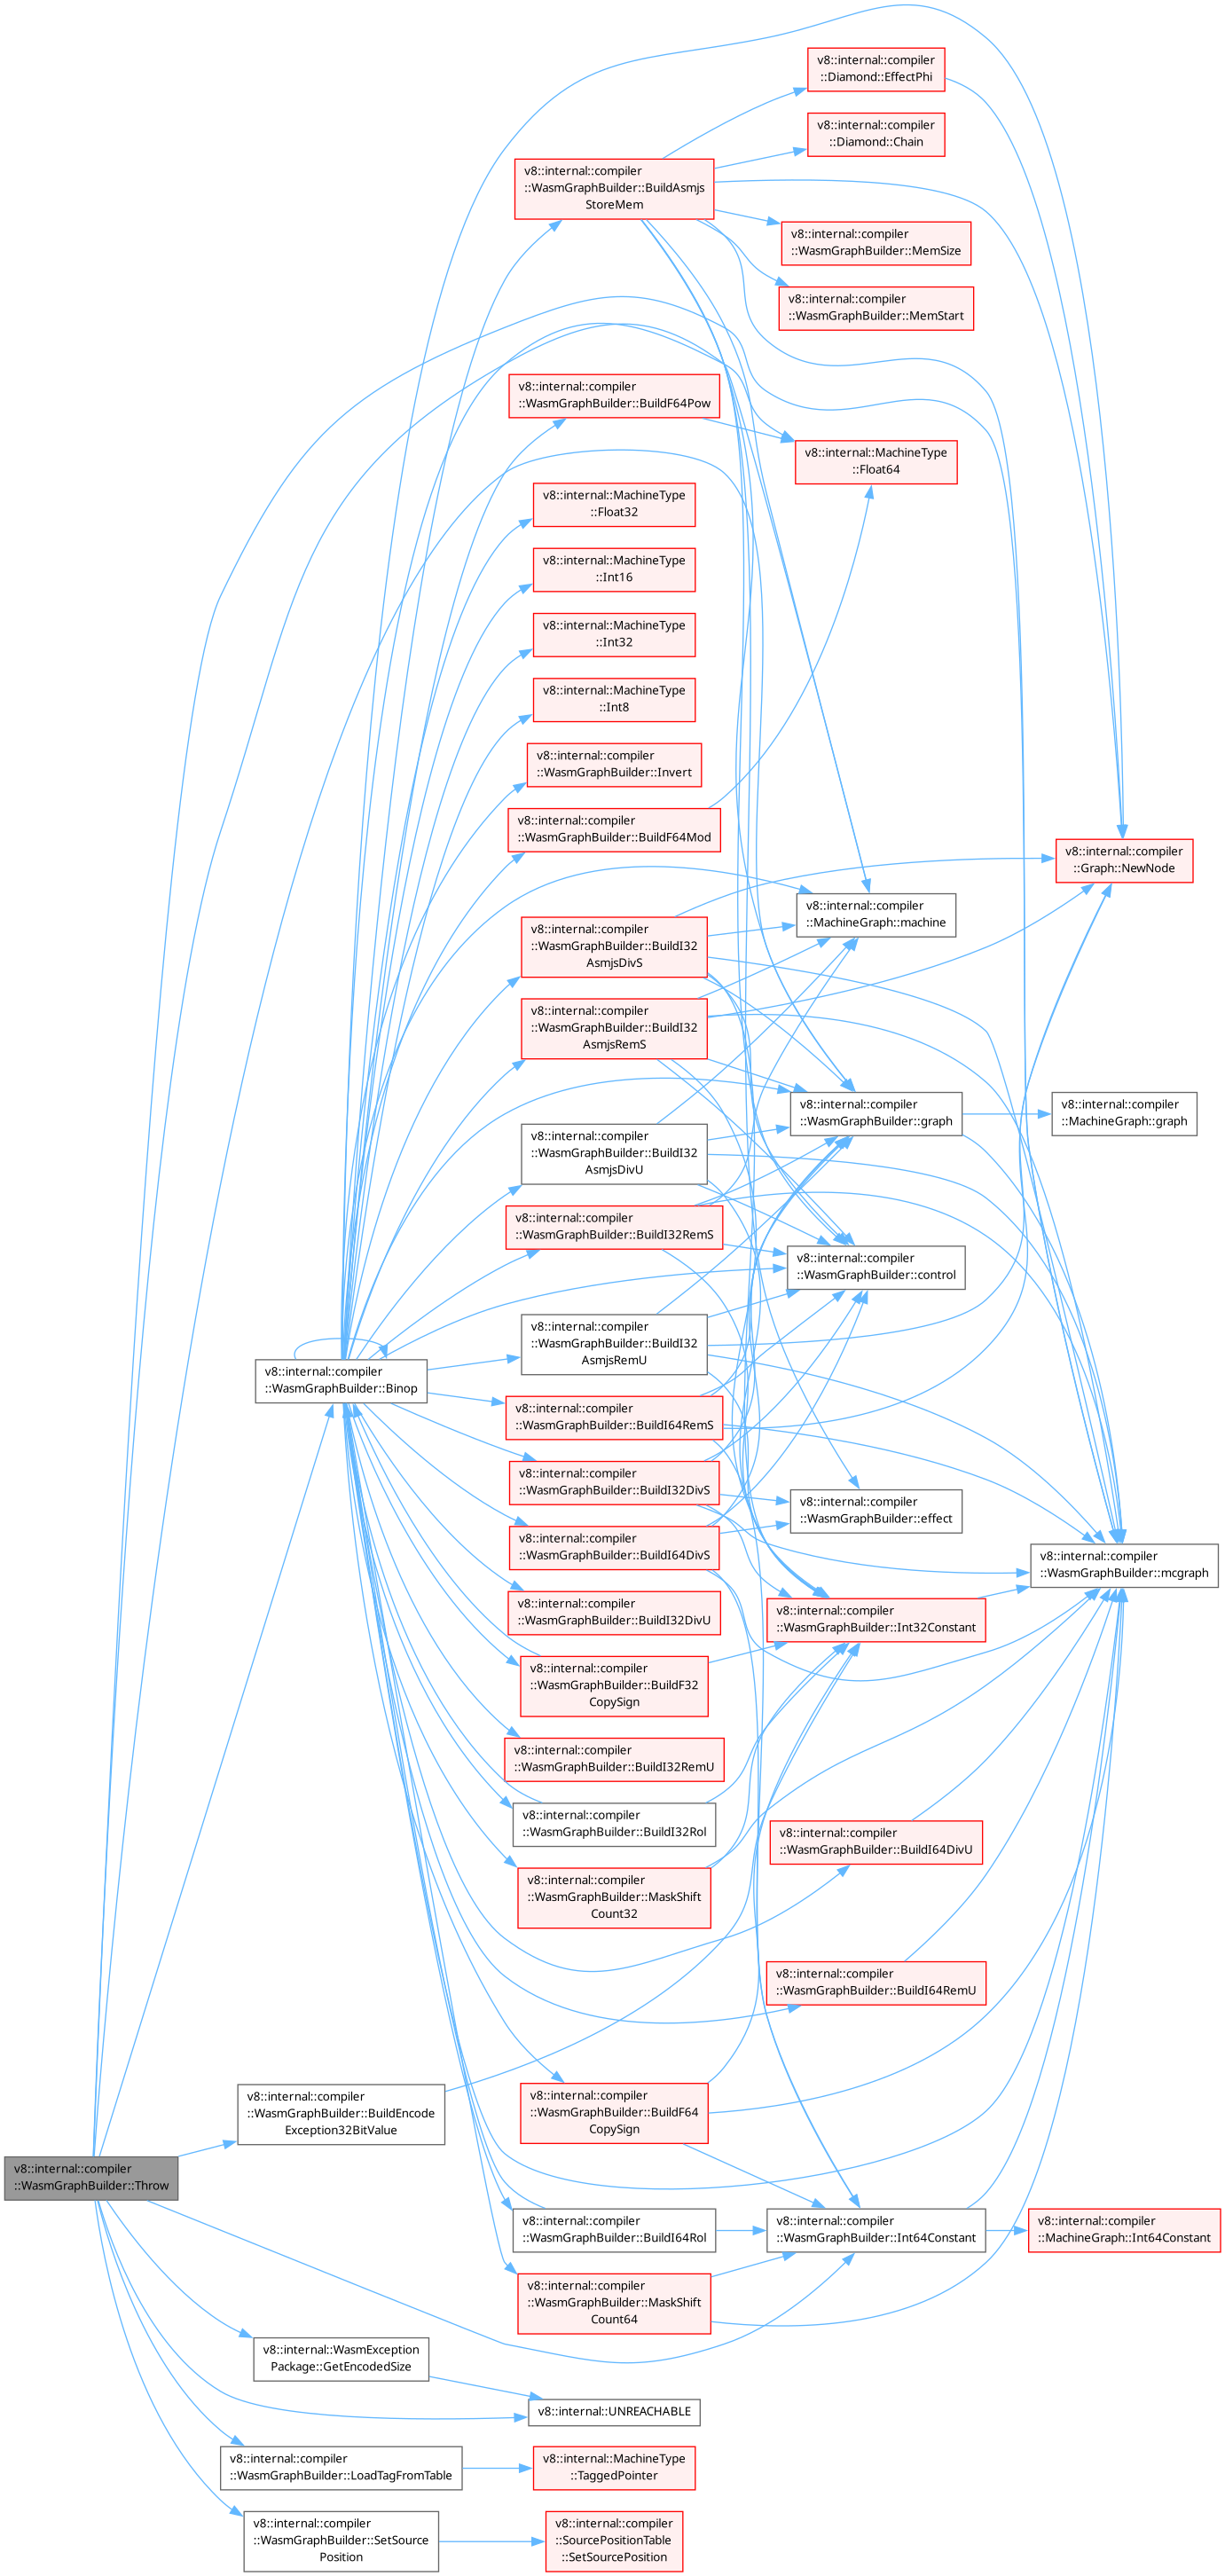 v8::internal::compiler
::Diamond::EffectPhi
v8::internal::compiler
::Diamond::Chain
v8::internal::compiler
::WasmGraphBuilder::BuildAsmjs
StoreMem
v8::internal::compiler
::WasmGraphBuilder::MemSize
v8::internal::compiler
::WasmGraphBuilder::MemStart
v8::internal::compiler
::WasmGraphBuilder::BuildF64Pow
v8::internal::MachineType
::Float64
v8::internal::MachineType
::Float32
v8::internal::MachineType
::Int16
v8::internal::MachineType
::Int32
v8::internal::MachineType
::Int8
v8::internal::compiler
::WasmGraphBuilder::Invert
v8::internal::compiler
::WasmGraphBuilder::BuildF64Mod
v8::internal::compiler
::Graph::NewNode
v8::internal::compiler
::MachineGraph::machine
v8::internal::compiler
::WasmGraphBuilder::BuildI32
AsmjsDivS
v8::internal::compiler
::WasmGraphBuilder::BuildI32
AsmjsRemS
v8::internal::compiler
::WasmGraphBuilder::graph
v8::internal::compiler
::MachineGraph::graph
v8::internal::compiler
::WasmGraphBuilder::BuildI32
AsmjsDivU
v8::internal::compiler
::WasmGraphBuilder::BuildI32RemS
v8::internal::compiler
::WasmGraphBuilder::control
v8::internal::compiler
::WasmGraphBuilder::BuildI32
AsmjsRemU
v8::internal::compiler
::WasmGraphBuilder::Binop
v8::internal::compiler
::WasmGraphBuilder::BuildI64RemS
v8::internal::compiler
::WasmGraphBuilder::BuildI32DivS
v8::internal::compiler
::WasmGraphBuilder::effect
v8::internal::compiler
::WasmGraphBuilder::BuildI64DivS
v8::internal::compiler
::WasmGraphBuilder::mcgraph
v8::internal::compiler
::WasmGraphBuilder::BuildI32DivU
v8::internal::compiler
::WasmGraphBuilder::Int32Constant
v8::internal::compiler
::WasmGraphBuilder::BuildF32
CopySign
v8::internal::compiler
::WasmGraphBuilder::BuildI32RemU
v8::internal::compiler
::WasmGraphBuilder::BuildI32Rol
v8::internal::compiler
::WasmGraphBuilder::BuildI64DivU
v8::internal::compiler
::WasmGraphBuilder::MaskShift
Count32
v8::internal::compiler
::WasmGraphBuilder::BuildI64RemU
v8::internal::compiler
::WasmGraphBuilder::BuildEncode
Exception32BitValue
v8::internal::compiler
::WasmGraphBuilder::BuildF64
CopySign
v8::internal::compiler
::WasmGraphBuilder::Throw
v8::internal::compiler
::WasmGraphBuilder::BuildI64Rol
v8::internal::compiler
::WasmGraphBuilder::Int64Constant
v8::internal::compiler
::MachineGraph::Int64Constant
v8::internal::compiler
::WasmGraphBuilder::MaskShift
Count64
v8::internal::WasmException
Package::GetEncodedSize
v8::internal::UNREACHABLE
v8::internal::compiler
::WasmGraphBuilder::LoadTagFromTable
v8::internal::MachineType
::TaggedPointer
v8::internal::compiler
::WasmGraphBuilder::SetSource
Position
v8::internal::compiler
::SourcePositionTable
::SetSourcePosition